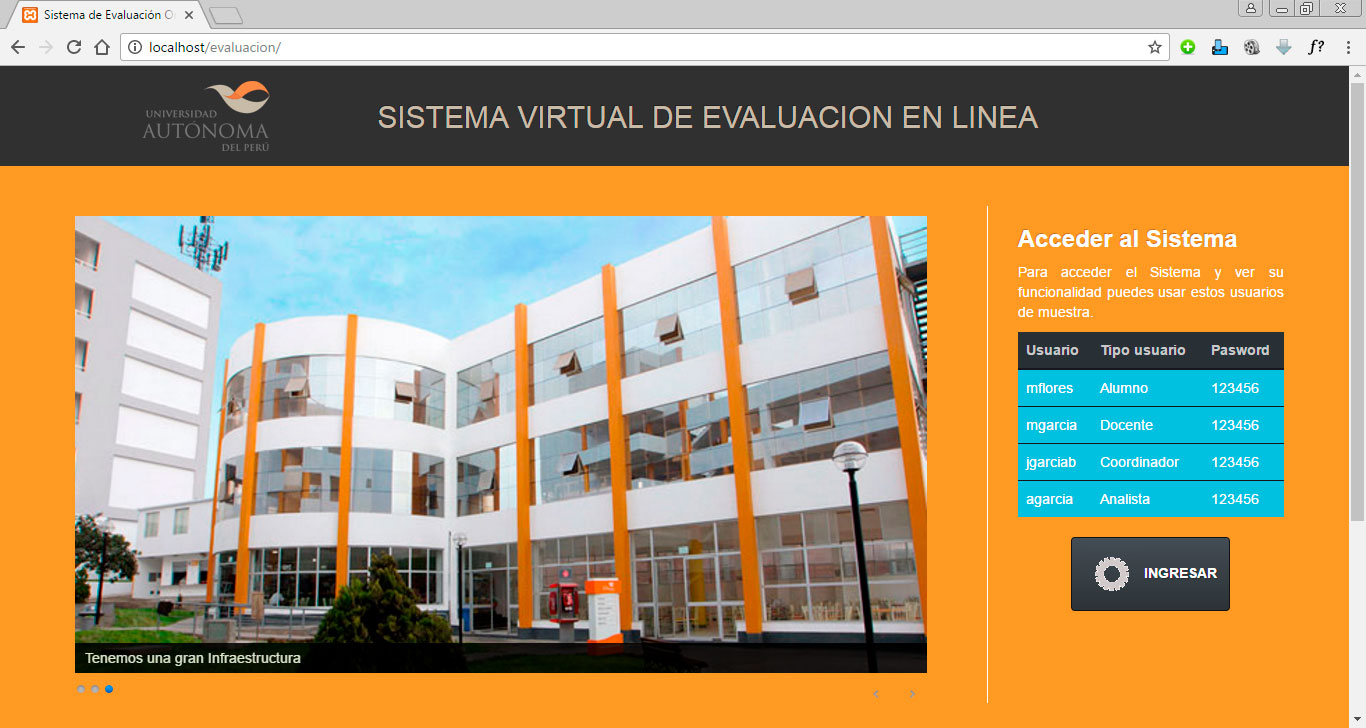 Sistema de Evaluación O
localhost/evaluacion/
f?
UNIVERSIDAD
AUTÓNOMA
DEL PERÚ
SISTEMA VIRTUAL DE EVALUACION EN LINEA
Acceder al Sistema
Para acceder el Sistema y ver su
funcionalidad puedes usar estos usuarios
de muestra.
Usuario Tipo usuario Pasword
mflores Alumno 123456
mgarcia Docente 123456
jgarciab Coordinador 123456
agarcia Analista 123456
INGRESAR
Tenemos una gran Infraestructura